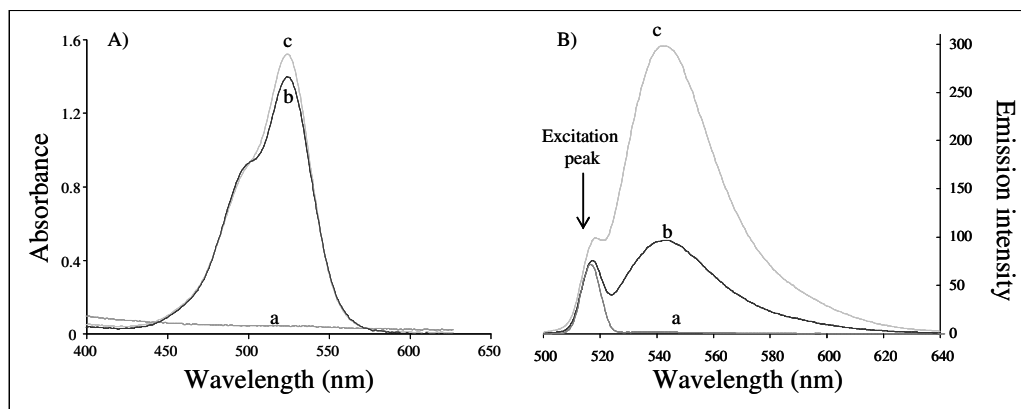 A)
Absorbance
1.6
1.2
0.8
0.4
0
c
b
a
400
450
500
550
600
650
Wavelength (nm)
B)
c
Excitation
peak
b
a
500
520
540
560
580
600
620
640
Wavelength (nm)
300
250
200
150
100
50
0
Emission intensity